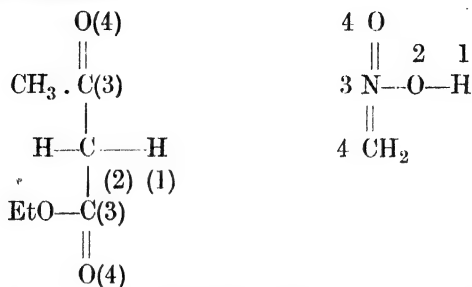 O(4)
CH₃.C(3)
H—C—H
(2) (1)
EtO—C(3)
O(4)
4 O
2 1
3 N—O—H
4 CH₂